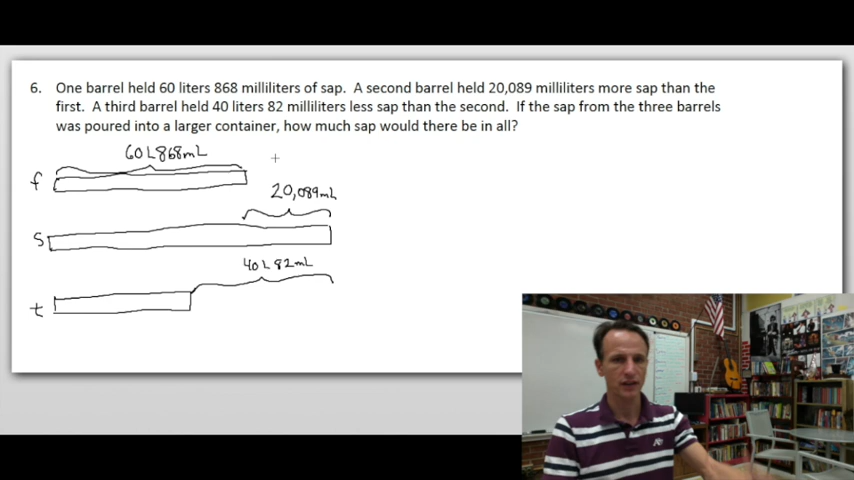 6. One barrel held 60 liters 868 milliliters of sap. A second barrel held 20,089 milliliters more sap than the
first. A third barrel held 40 liters 82 milliliters less sap than the second. If the sap from the three barrels
was poured into a larger container, how much sap would there be in all?
60L868mL
f
20,089mL
s
40L82mL
t